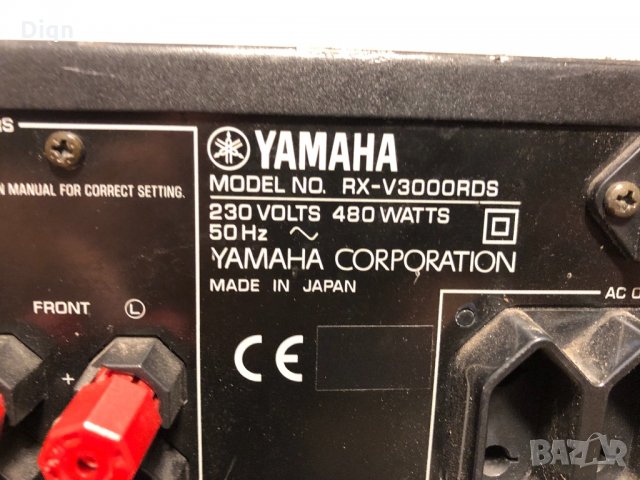 Dign
RS
N MANUAL FOR CORRECT SETTING.
YAMAHA
MODEL NO. RX-V3000RDS
230 VOLTS 480 WATTS
50 Hz ~
YAMAHA CORPORATION
MADE IN JAPAN
FRONT L
+
CE
AC O
BAZAR